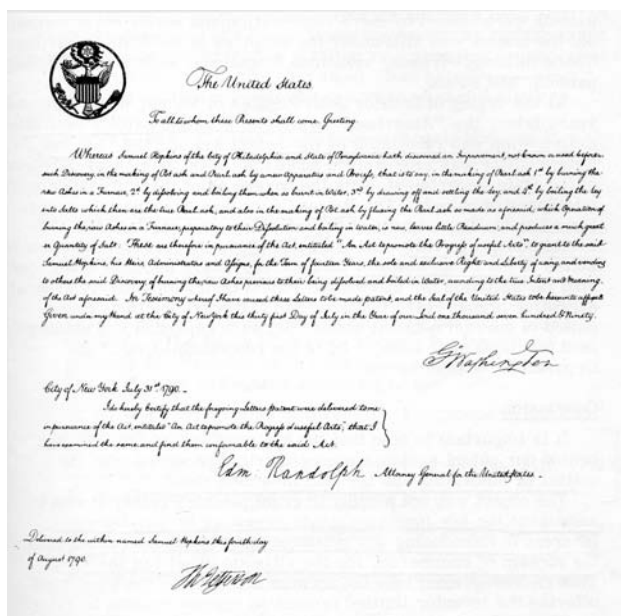 The United States
To all to whom these Presents shall come, Greeting.
Whereas Samuel Hopkins of the City of Philadelphia and State of Pensylvania hath discovered an Improvement, not known or used before
such Discovery, in the making of Pot ash and Pearl ash by a new Apparatus and Process, that is to say, in the making of Pearl ash 1st by burning the
raw Ashes in a Furnace, 2d by dissolving and boiling them when so burnt in Water, 3rd by drawing off and settling the Ley, and 4th by boiling the Ley
into Salts which then are the true Pearl ash; and also in the making of Pot ash by fluxing the Pearl ash so made as aforesaid; which Operation of
burning the raw Ashes in a Furnace, preparatory to their Dissolution and boiling in Water, is new, leaves little Residuum; and produces a much greater
Quantity of Salt: These are therefore in pursuance of the Act, entitled "An Act to promote the Progress of useful Arts", to grant to the said
Samuel Hopkins, his Heirs, Administrators and Assigns, for the Term of fourteen Years, the sole and exclusive Right and Liberty of using and vending
to others the said Discovery, of burning the raw Ashes previous to their being dissolved and boiled in Water, according to the true Intent and Meaning
of the Act aforesaid. In Testimony whereof I have caused these Letters to be made patent, and the Seal of the United States to be hereunto affixed
Given under my Hand at the City of New York this thirty first Day of July in the Year of our Lord one thousand seven hundred & Ninety.
G Washington
City of New York July 31st 1790. -
I do hereby Certify that the foregoing Letters patent were delivered to me
in pursuance of the Act, entitled "An Act to promote the Progress of useful Arts"; that I
have examined the same, and find them conformable to the said Act.
Edm Randolph Attorney General for the United States -
Delivered to the within named Samuel Hopkins this fourth day
of August 1790.
Th Jefferson